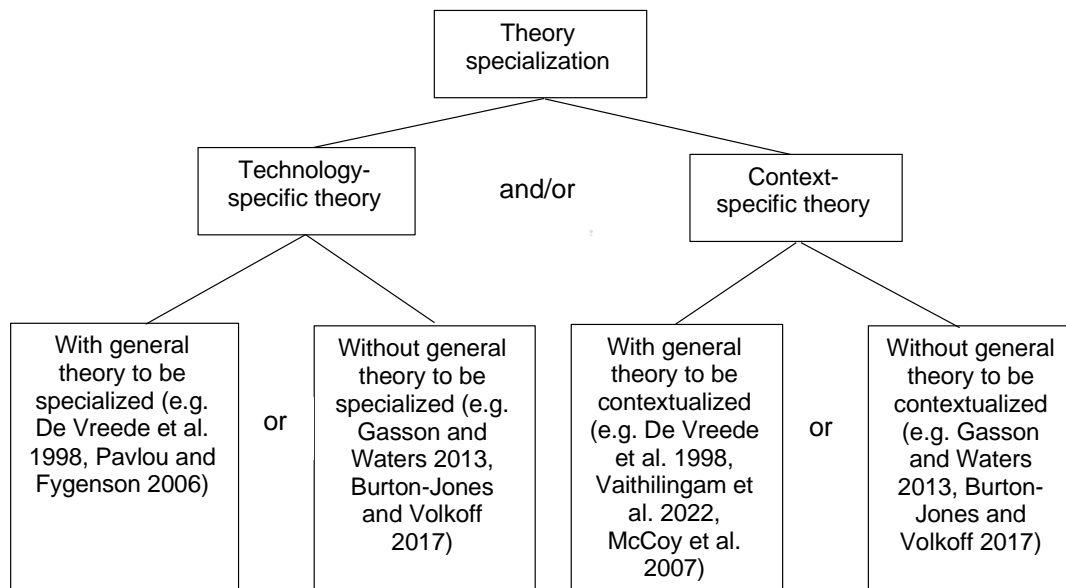 Theory
specialization
Technology-
specific theory
and/or
Context-
specific theory
With general
theory to be
specialized (e.g.
De Vreede et al.
1998, Pavlou and
Fygenson 2006)
or
Without general
theory to be
specialized (e.g.
Gasson and
Waters 2013,
Burton-Jones
and Volkoff
2017)
With general
theory to be
contextualized
(e.g. De Vreede
et al. 1998,
Vaithilingam et
al. 2022,
McCoy et al.
2007)
or
Without general
theory to be
contextualized
(e.g. Gasson
and Waters
2013, Burton-
Jones and
Volkoff 2017)